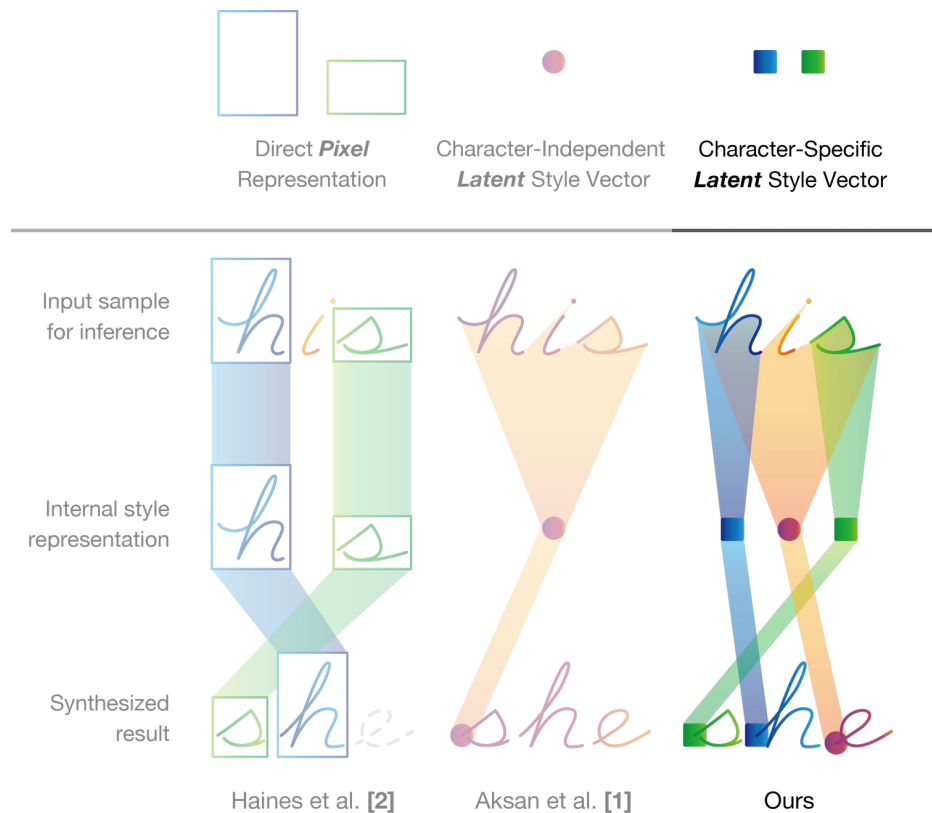 Direct Pixel
Representation
Character-Independent
Latent Style Vector
Character-Specific
Latent Style Vector
Input sample
for inference
his
his
his
Internal style
representation
h s
Synthesized
result
she
she
she
Haines et al. [2]
Aksan et al. [1]
Ours